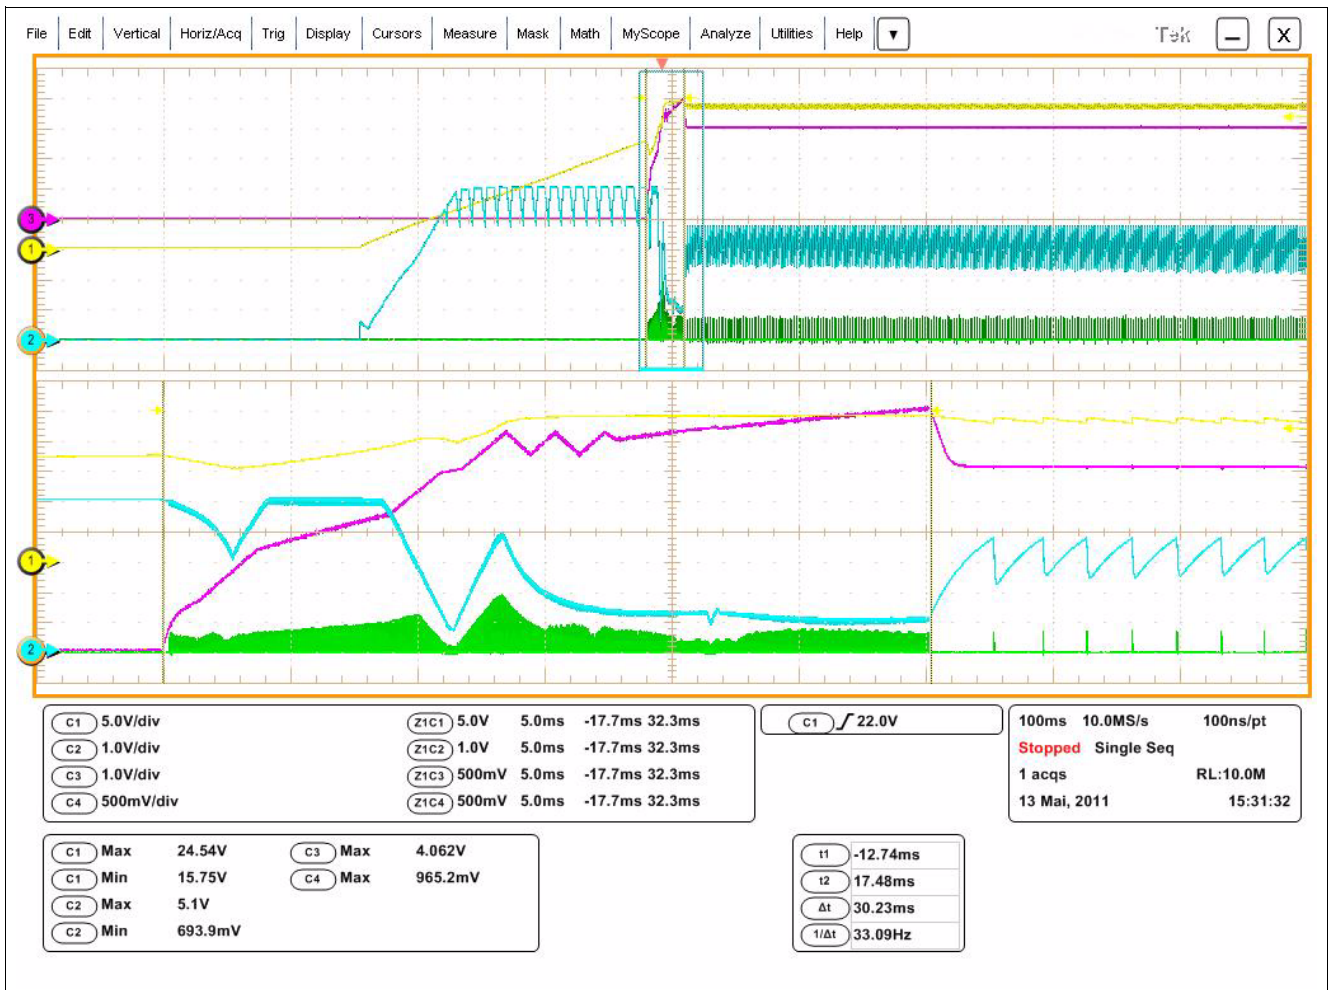 File Edit Vertical Horiz/Acq Trig Display Cursors Measure Mask Math MyScope Analyze Utilities Help ▼ Tek – X
3
1
2
1
2
C1 5.0V/div Z1C1 5.0V 5.0ms -17.7ms 32.3ms C1 22.0V 100ms 10.0MS/s 100ns/pt
C2 1.0V/div Z1C2 1.0V 5.0ms -17.7ms 32.3ms Stopped Single Seq
C3 1.0V/div Z1C3 500mV 5.0ms -17.7ms 32.3ms 1 acqs RL:10.0M
C4 500mV/div Z1C4 500mV 5.0ms -17.7ms 32.3ms 13 Mai, 2011 15:31:32
C1 Max 24.54V C3 Max 4.062V t1 -12.74ms
C1 Min 15.75V C4 Max 965.2mV t2 17.48ms
C2 Max 5.1V Δt 30.23ms
C2 Min 693.9mV 1/Δt 33.09Hz